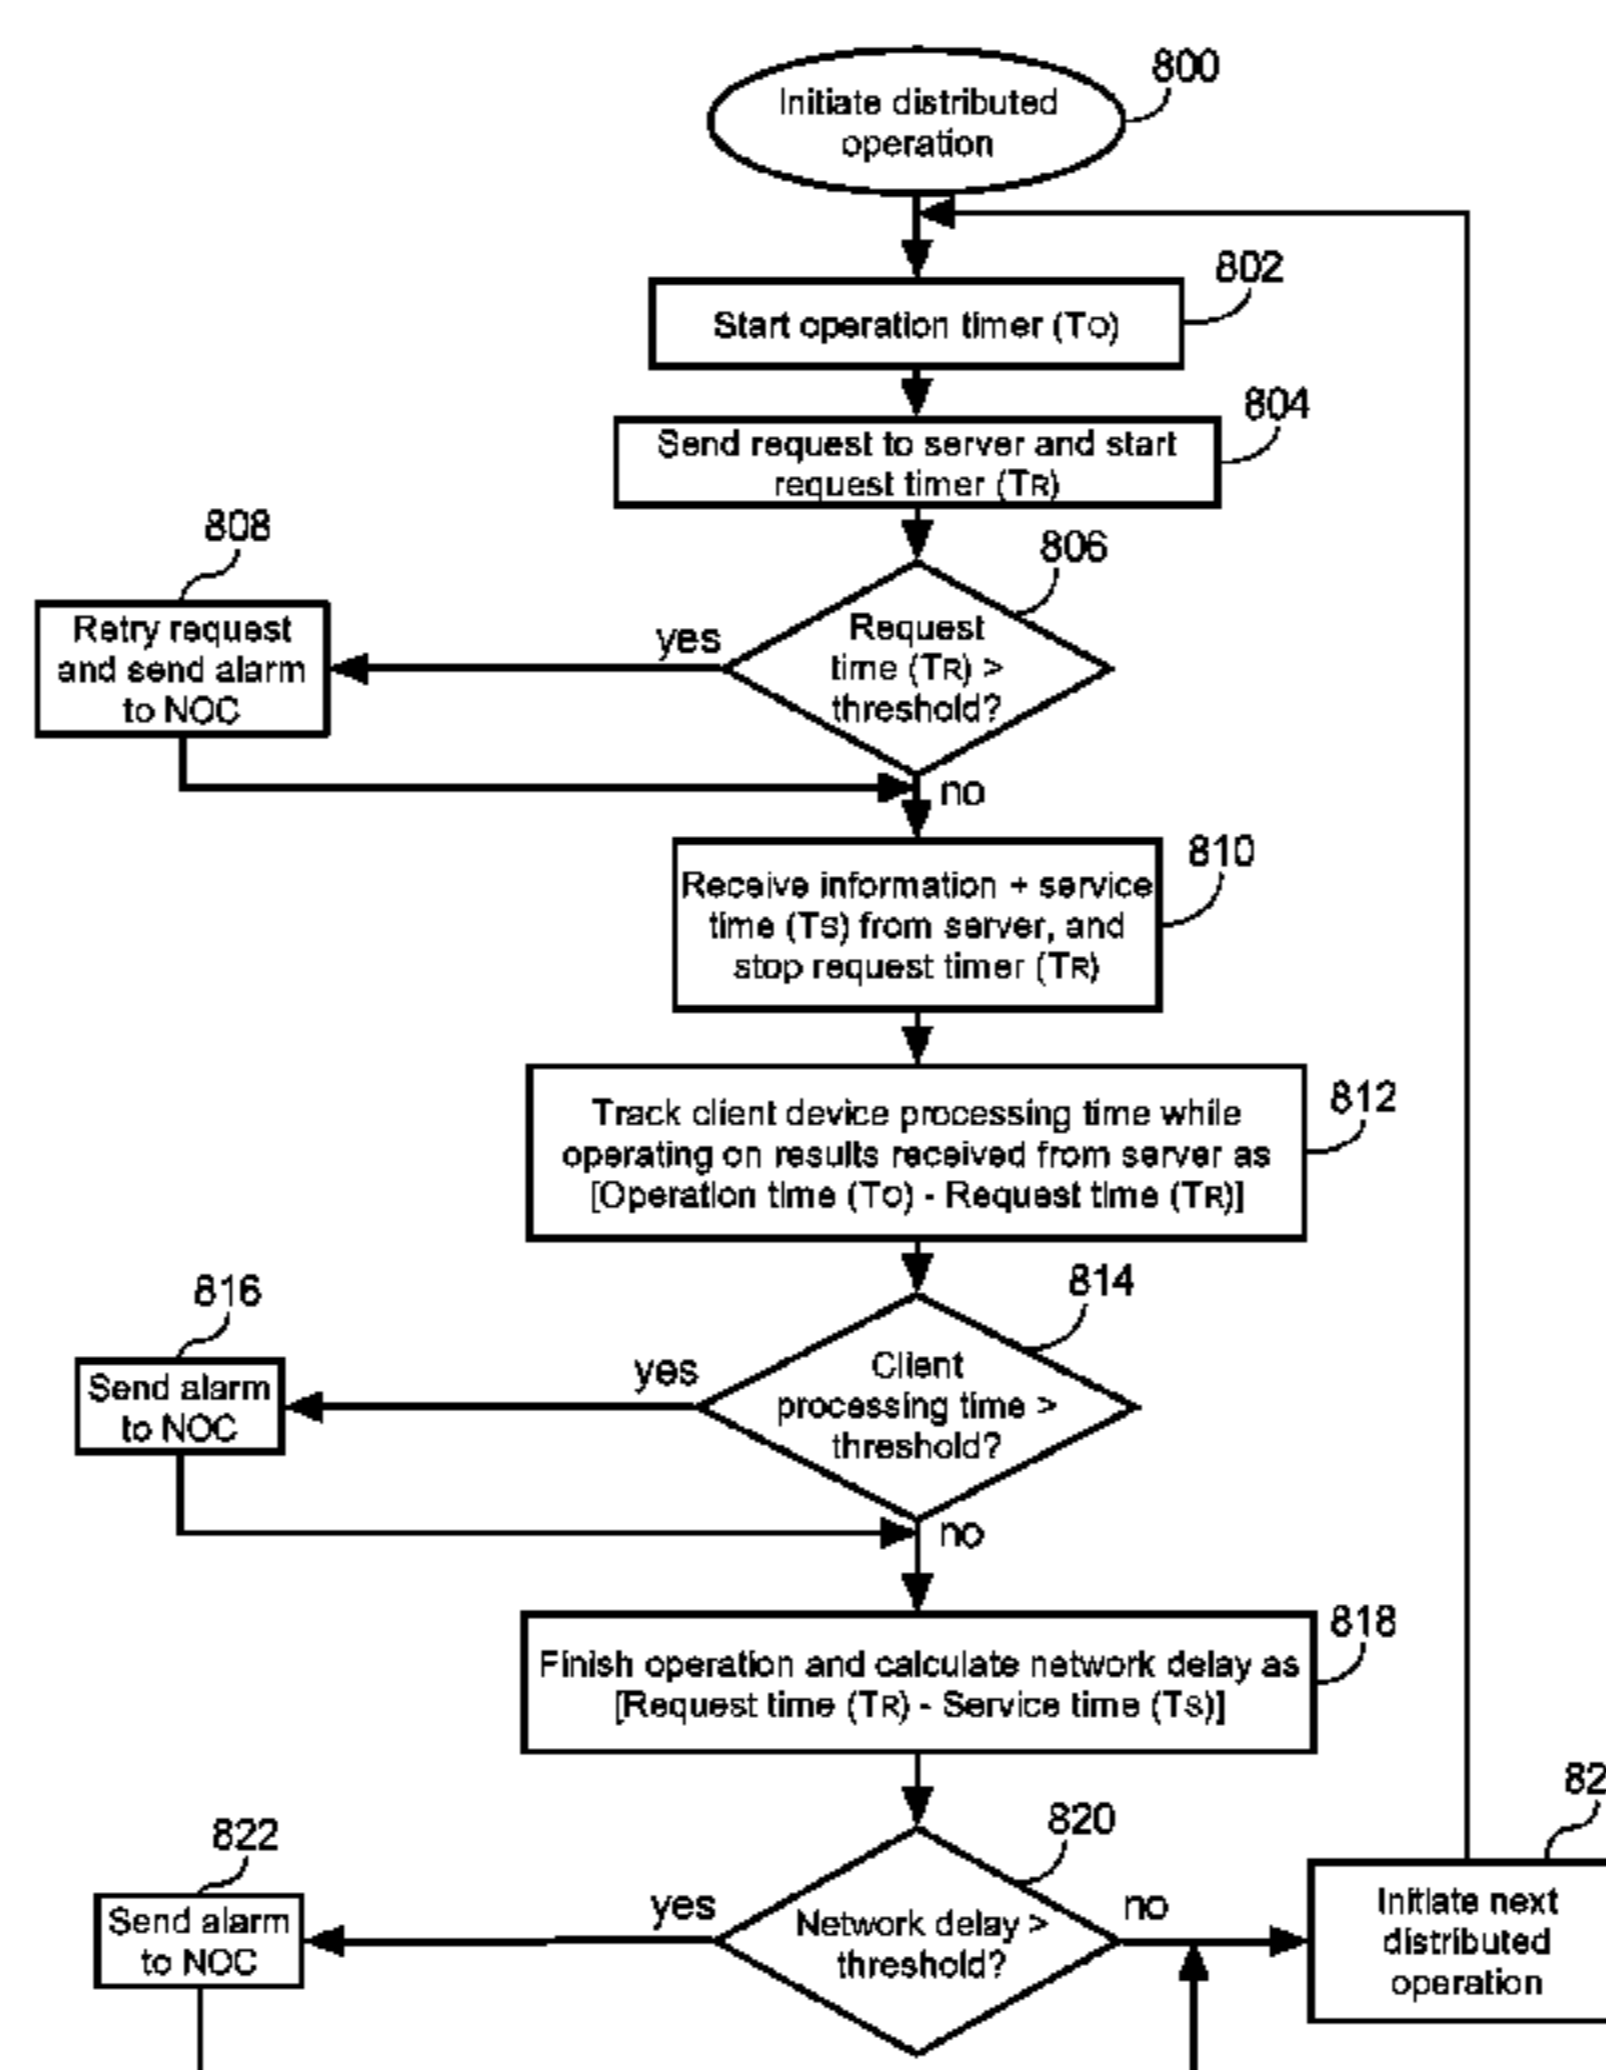 800
Initiate distributed
operation
802
Start operation timer (TO)
804
Send request to server and start
request timer (TR)
806
Request
time (TR) >
threshold?
yes
no
808
Retry request
and send alarm
to NOC
810
Receive information + service
time (TS) from server, and
stop request timer (TR)
812
Track client device processing time while
operating on results received from server as
[Operation time (TO) - Request time (TR)]
814
Client
processing time >
threshold?
yes
no
816
Send alarm
to NOC
818
Finish operation and calculate network delay as
[Request time (TR) - Service time (TS)]
820
Network delay >
threshold?
yes
no
822
Send alarm
to NOC
Initiate next
distributed
operation